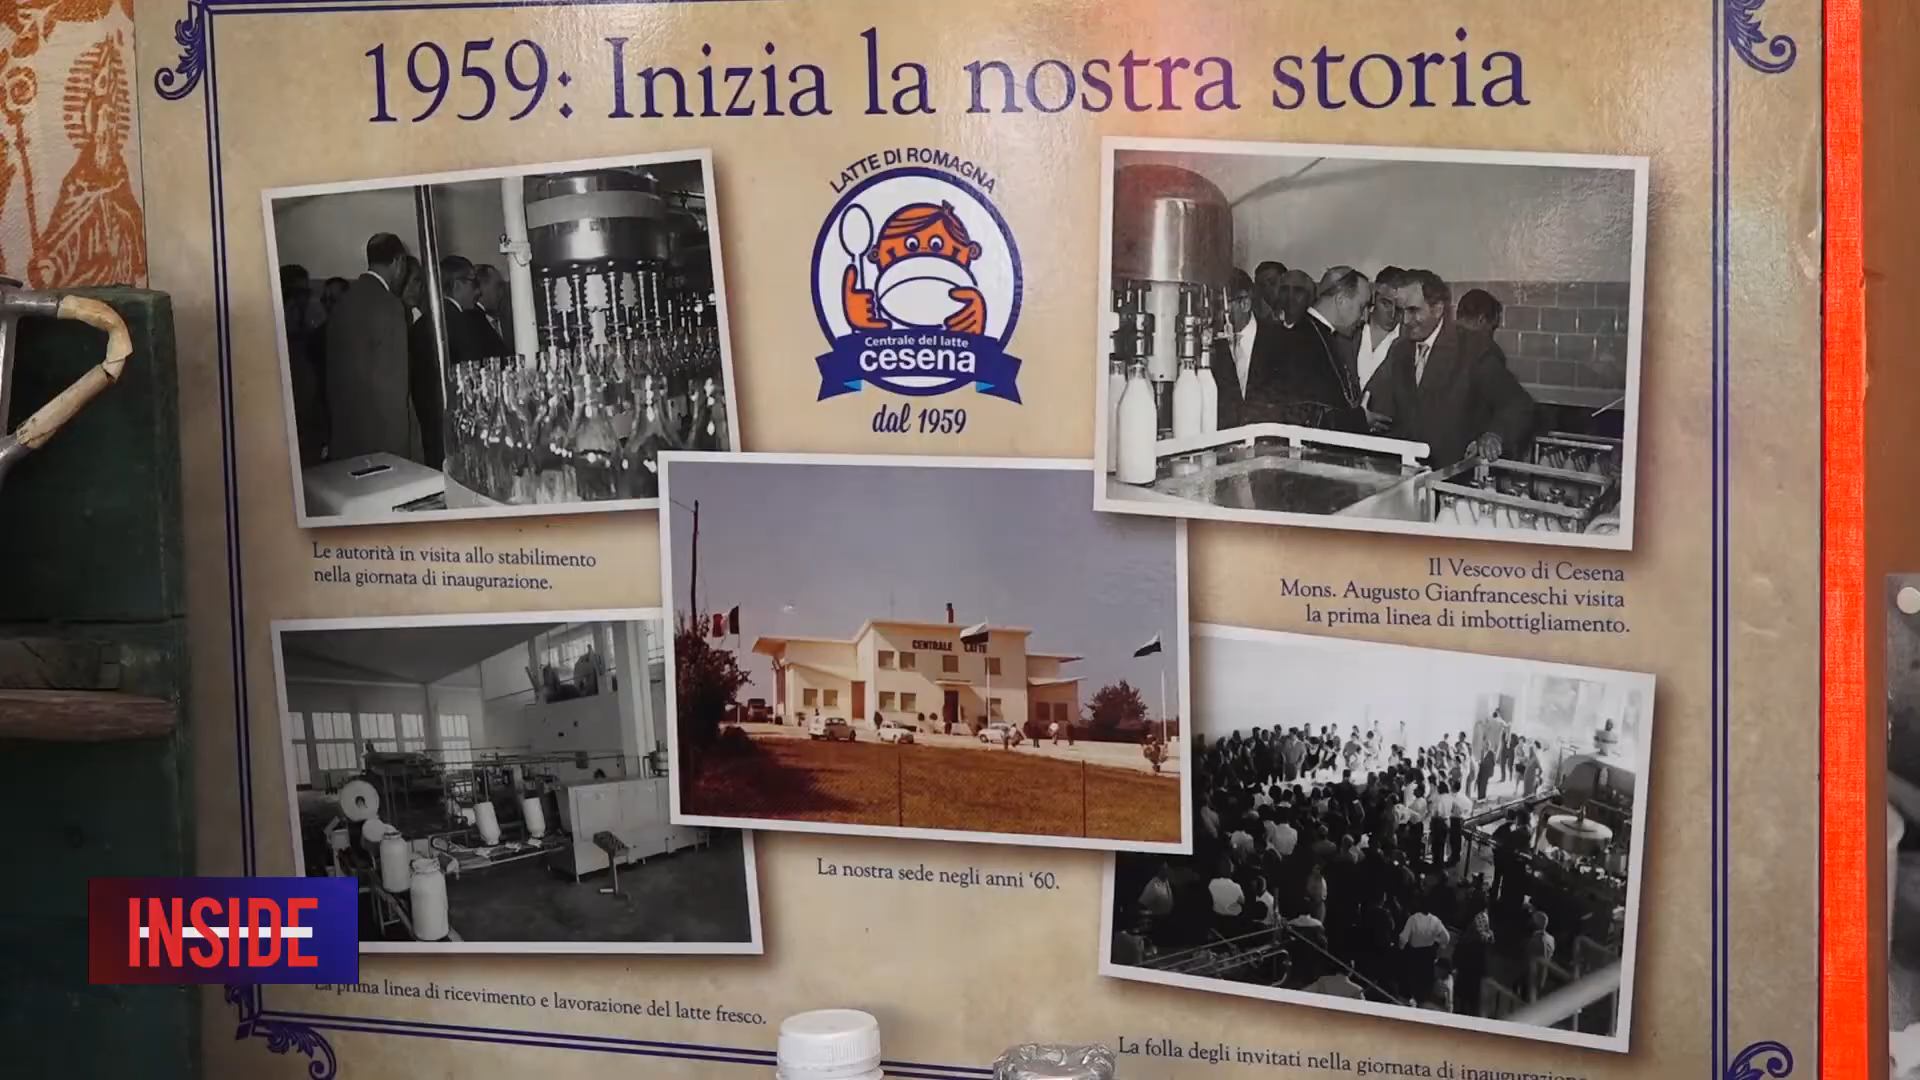 1959: Inizia la nostra storia
LATTE DI ROMAGNA
Centrale del latte
cesena
dal 1959
Le autorità in visita allo stabilimento
nella giornata di inaugurazione.
Il Vescovo di Cesena
Mons. Augusto Gianfranceschi visita
la prima linea di imbottigliamento.
CENTRALE LATTE
La nostra sede negli anni ‘60.
INSIDE
La prima linea di ricevimento e lavorazione del latte fresco.
La folla degli invitati nella giornata di inaugurazione